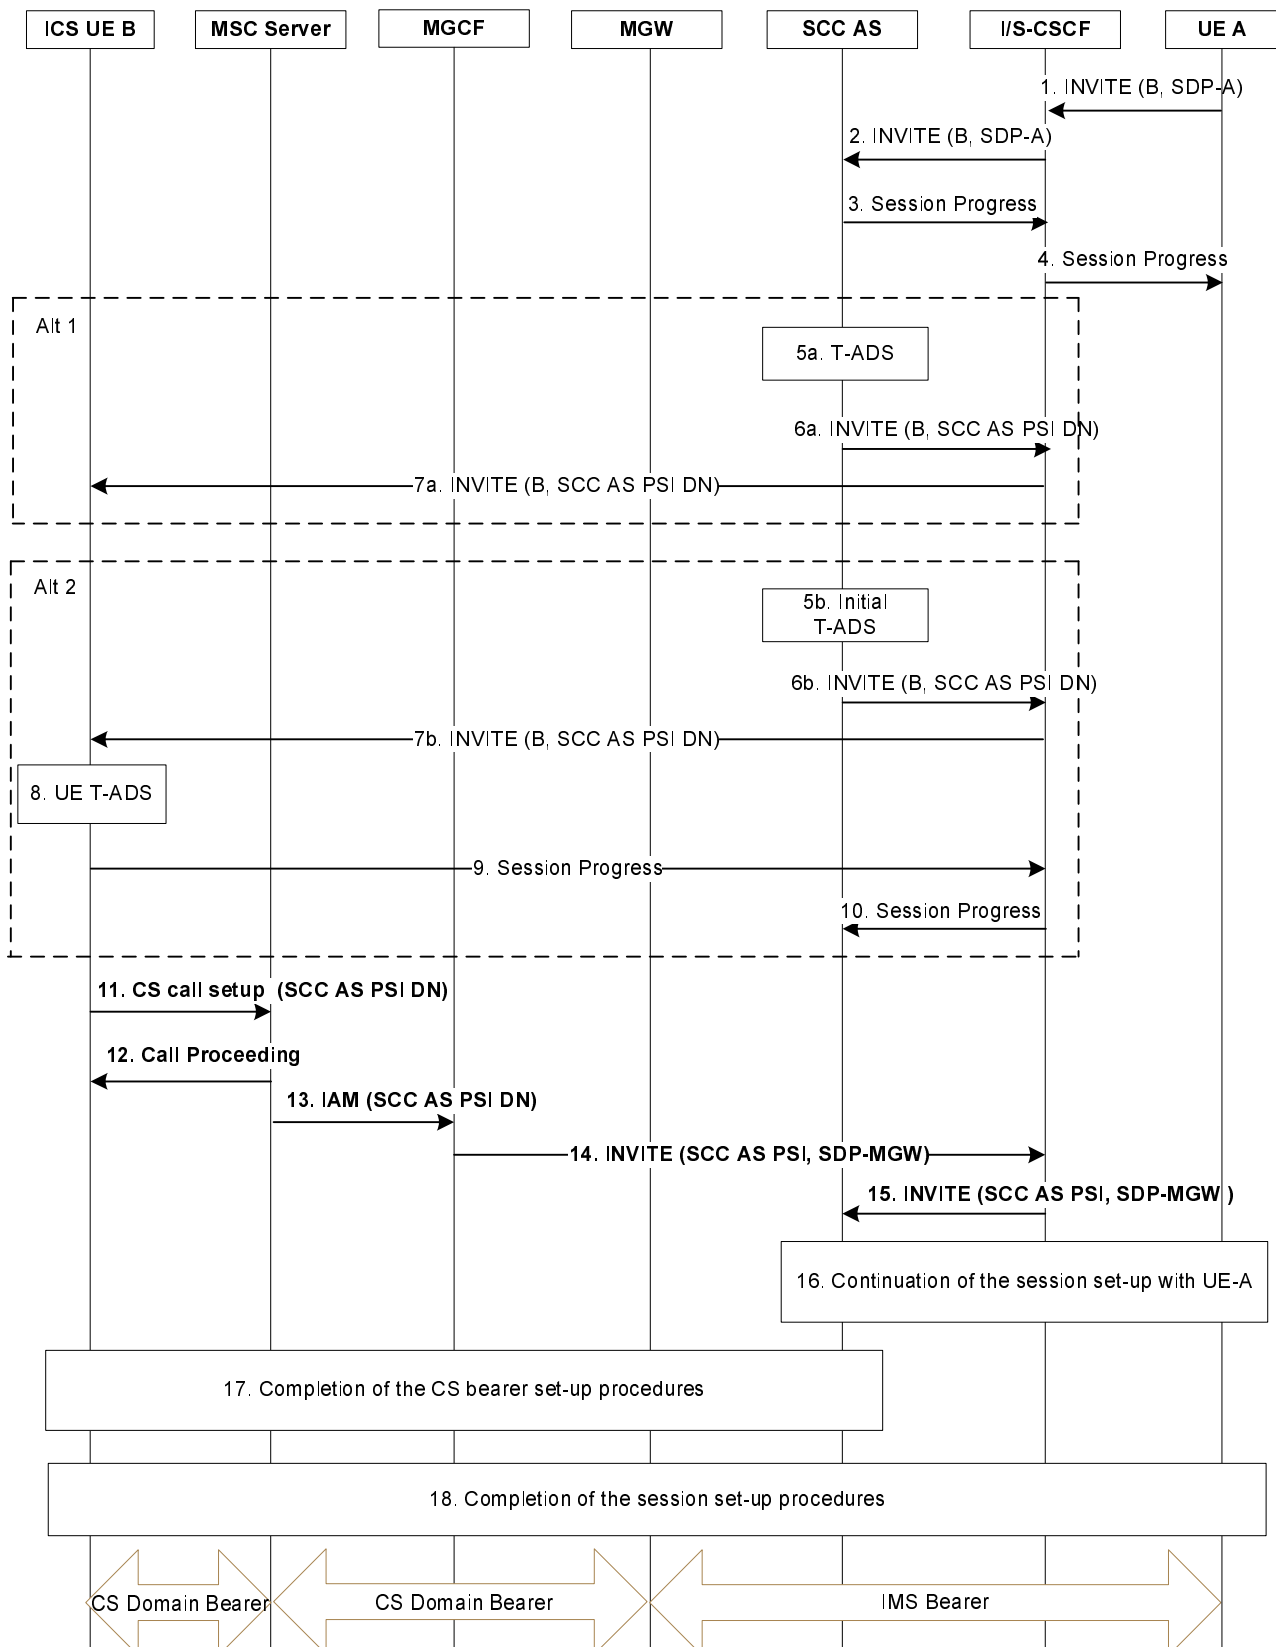 ICS UE B
MSC Server
MGCF
MGW
SCC AS
I/S-CSCF
UE A
1. INVITE (B, SDP-A)
2. INVITE (B, SDP-A)
3. Session Progress
4. Session Progress
Alt 1
5a. T-ADS
6a. INVITE (B, SCC AS PSI DN)
7a. INVITE (B, SCC AS PSI DN)
Alt 2
5b. Initial
T-ADS
6b. INVITE (B, SCC AS PSI DN)
7b. INVITE (B, SCC AS PSI DN)
8. UE T-ADS
9. Session Progress
10. Session Progress
11. CS call setup (SCC AS PSI DN)
12. Call Proceeding
13. IAM (SCC AS PSI DN)
14. INVITE (SCC AS PSI, SDP-MGW)
15. INVITE (SCC AS PSI, SDP-MGW )
16. Continuation of the session set-up with UE-A
17. Completion of the CS bearer set-up procedures
18. Completion of the session set-up procedures
CS Domain Bearer
CS Domain Bearer
IMS Bearer